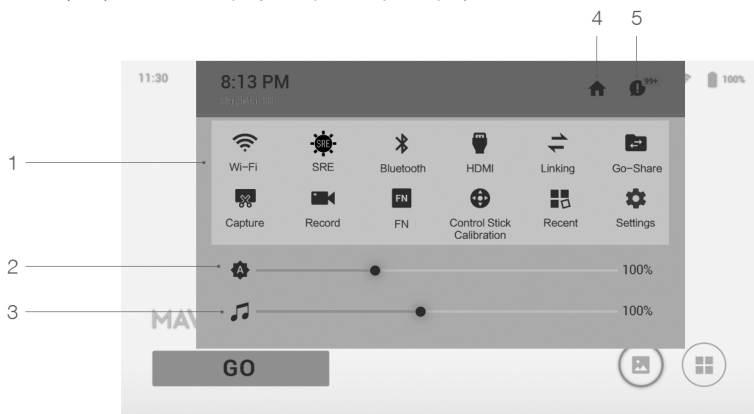 4 5
11:30
8:13 PM
99+
100%
1
Wi-Fi SRE Bluetooth HDMI Linking Go-Share
Capture Record FN Control Stick Calibration Recent Settings
2 A 100%
3 100%
MAV
GO